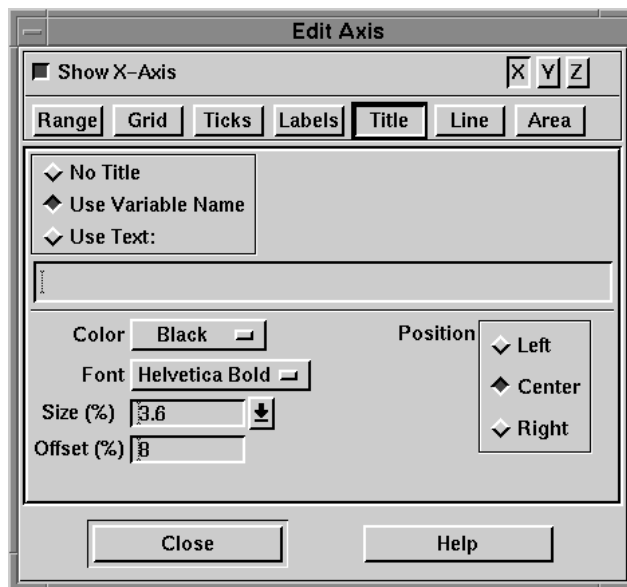 Edit Axis
Show X-Axis X Y Z
Range Grid Ticks Labels Title Line Area
No Title
Use Variable Name
Use Text:
Color Black
Font Helvetica Bold
Size (%) 3.6
Offset (%) 8
Position
Left
Center
Right
Close Help